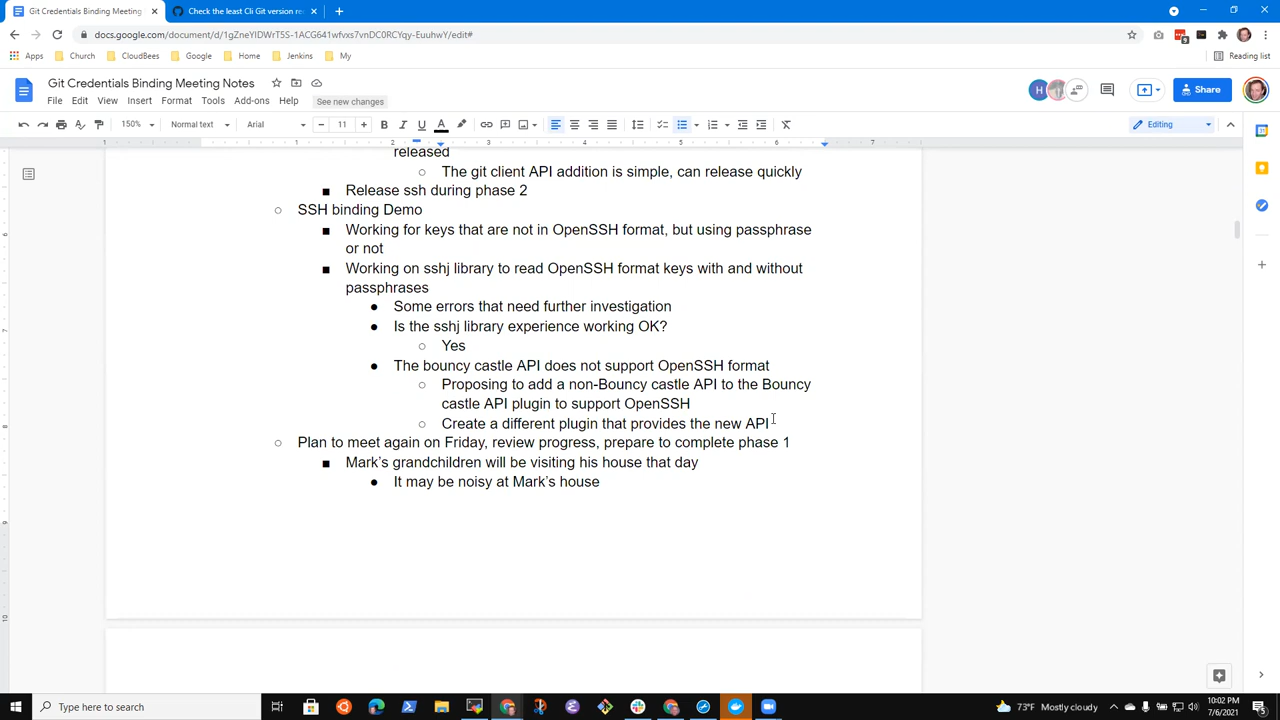 Git Credentials Binding Meeting
Check the least Cli Git version re
docs.google.com/document/d/1gZneYIDWrT5S-1ACG641wfvxs7vnDC0RCYqy-EuuhwY/edit#
Apps
Church
CloudBees
Google
Home
Jenkins
My
Reading list
Git Credentials Binding Meeting Notes
File Edit View Insert Format Tools Add-ons Help See new changes
Share
150% Normal text Arial 11 Editing
1 1 2 3 4 5 6 7
released
The git client API addition is simple, can release quickly
Release ssh during phase 2
SSH binding Demo
Working for keys that are not in OpenSSH format, but using passphrase
or not
Working on sshj library to read OpenSSH format keys with and without
passphrases
Some errors that need further investigation
Is the sshj library experience working OK?
Yes
The bouncy castle API does not support OpenSSH format
Proposing to add a non-Bouncy castle API to the Bouncy
castle API plugin to support OpenSSH
Create a different plugin that provides the new API
Plan to meet again on Friday, review progress, prepare to complete phase 1
Mark's grandchildren will be visiting his house that day
It may be noisy at Mark's house
Type here to search
73°F Mostly cloudy
10:02 PM
7/6/2021